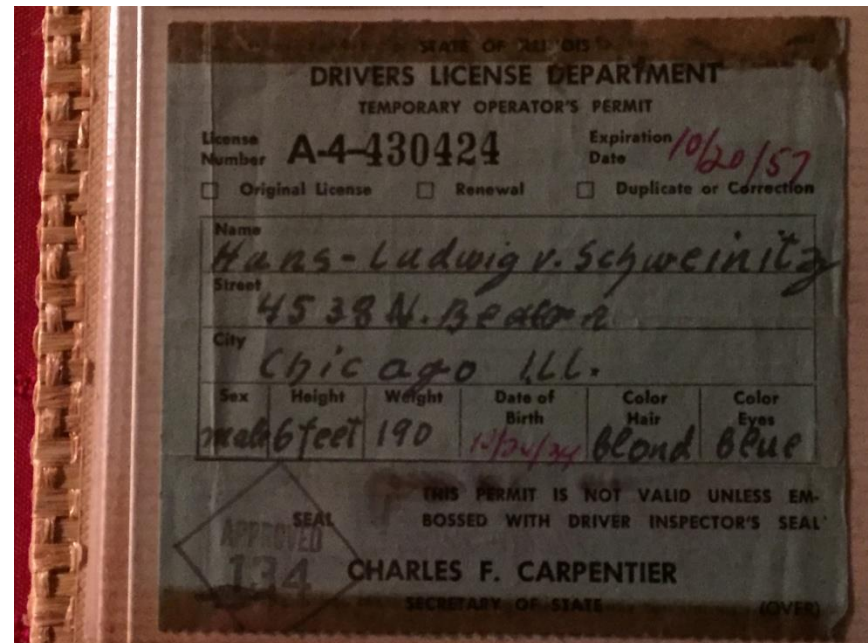 STATE OF ILLINOIS
DRIVERS LICENSE DEPARTMENT
TEMPORARY OPERATOR'S PERMIT
License Number A-4-430424 Expiration Date 10/20/57
Original License Renewal Duplicate or Correction
Name
Hans-Ludwig v. Schweinitz
Street
4538 N. Beacon
City
Chicago Ill.
Sex Height Weight Date of Birth Color Hair Color Eyes
male 6 feet 190 blond blue
THIS PERMIT IS NOT VALID UNLESS EM-
SEAL BOSSED WITH DRIVER INSPECTOR'S SEAL
APPROVED
134 CHARLES F. CARPENTIER
SECRETARY OF STATE (OVER)